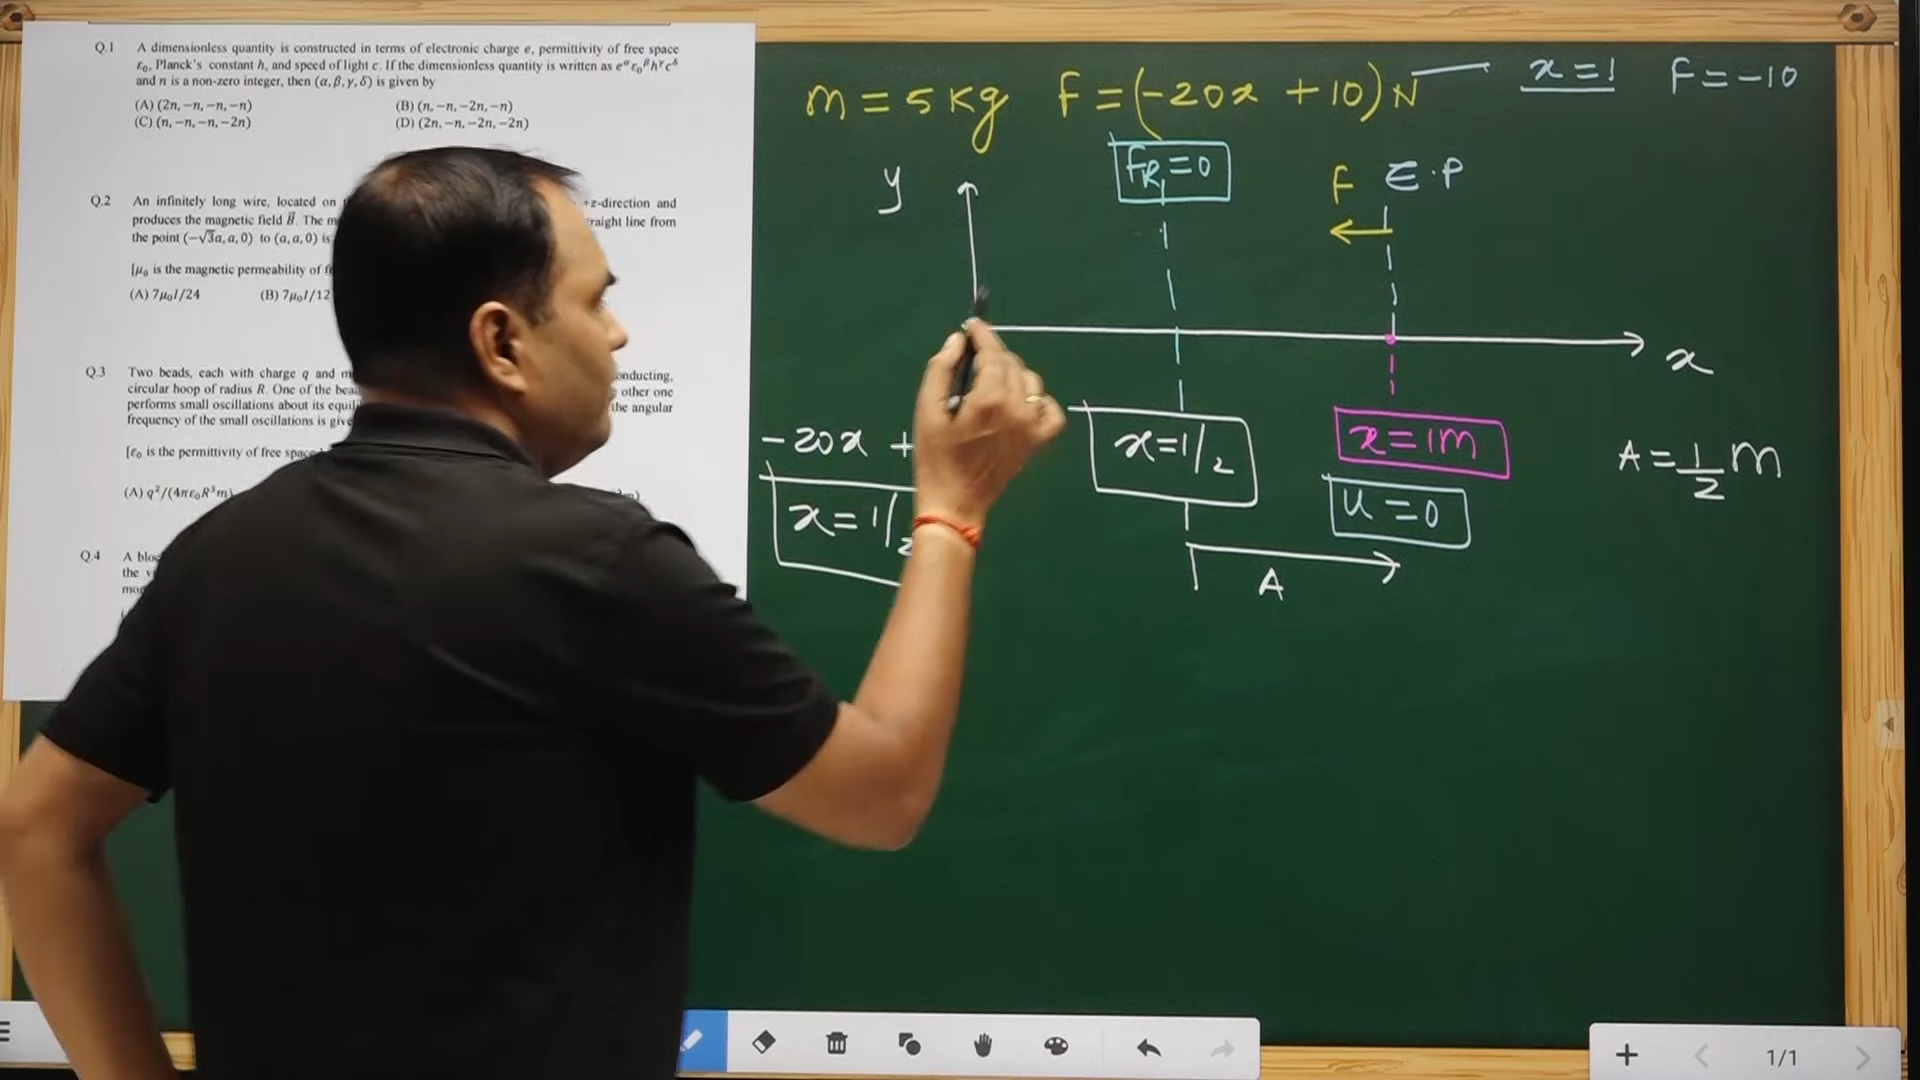 Q.1 A dimensionless quantity is constructed in terms of electronic charge e, permittivity of free space
ε₀, Planck's constant h, and speed of light c. If the dimensionless quantity is written as e^α ε₀^β h^γ c^δ
and n is a non-zero integer, then (α, β, γ, δ) is given by
(A) (2n, −n, −n, −n) (B) (n, −n, −2n, −n)
(C) (n, −n, −n, −2n) (D) (2n, −n, −2n, −2n)
Q.2 An infinitely long wire, located on +z-direction and
produces the magnetic field B⃗. The straight line from
the point (−√3a, a, 0) to (a, a, 0) is
[μ₀ is the magnetic permeability of
(A) 7μ₀I/24 (B) 7μ₀I/12
Q.3 Two beads, each with charge q and conducting,
circular hoop of radius R. One of the other one
performs small oscillations about its the angular
frequency of the small oscillations is
[ε₀ is the permittivity of free space
(A) q²/(4πε₀R³m)
Q.4 A
the
m = 5 kg F = (-20x + 10) N x = 1 F = -10
y FR = 0 F E.P
x
-20x + x = 1/2 x = 1m A = 1/2 m
x = 1/2 u = 0
A
1/1